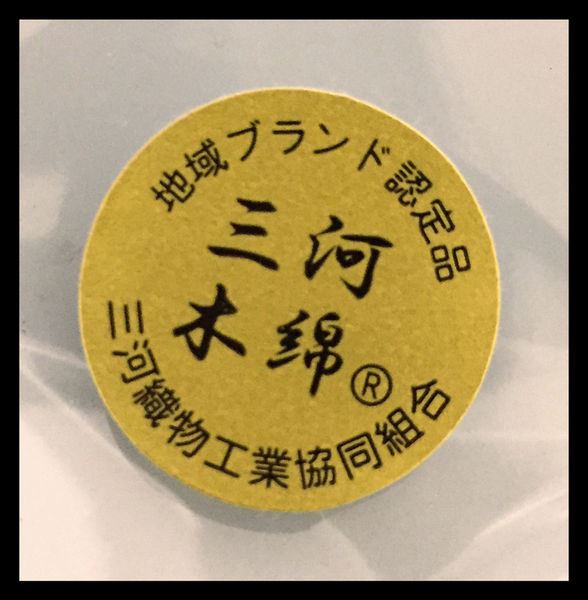 地域ブランド認定品
三河
木綿®
三河織物工業協同組合